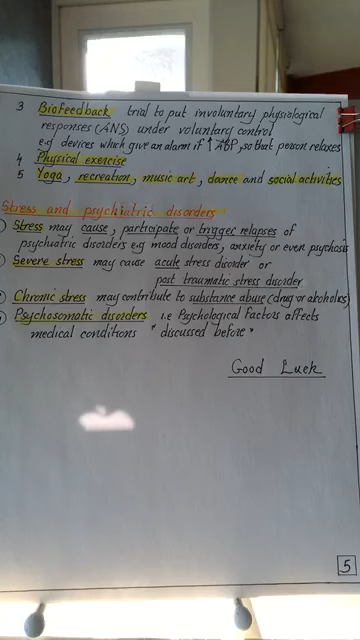 3 Biofeedback trial to put involuntary physiological
responses (ANS) under voluntary control
e.g devices which give an alarm if ↑ ABP, so that person relaxes
4 Physical exercise
5 Yoga, recreation, music art, dance and social activities
Stress and psychiatric disorders
Stress may cause, participate or trigger relapses of
psychiatric disorders e.g mood disorders, anxiety or even psychosis
Severe stress may cause acute stress disorder or
post traumatic stress disorder
Chronic stress may contribute to substance abuse (drug or alcoholes)
Psychosomatic disorders i.e Psychological Factors affects
medical conditions "discussed before"
Good Luck
5